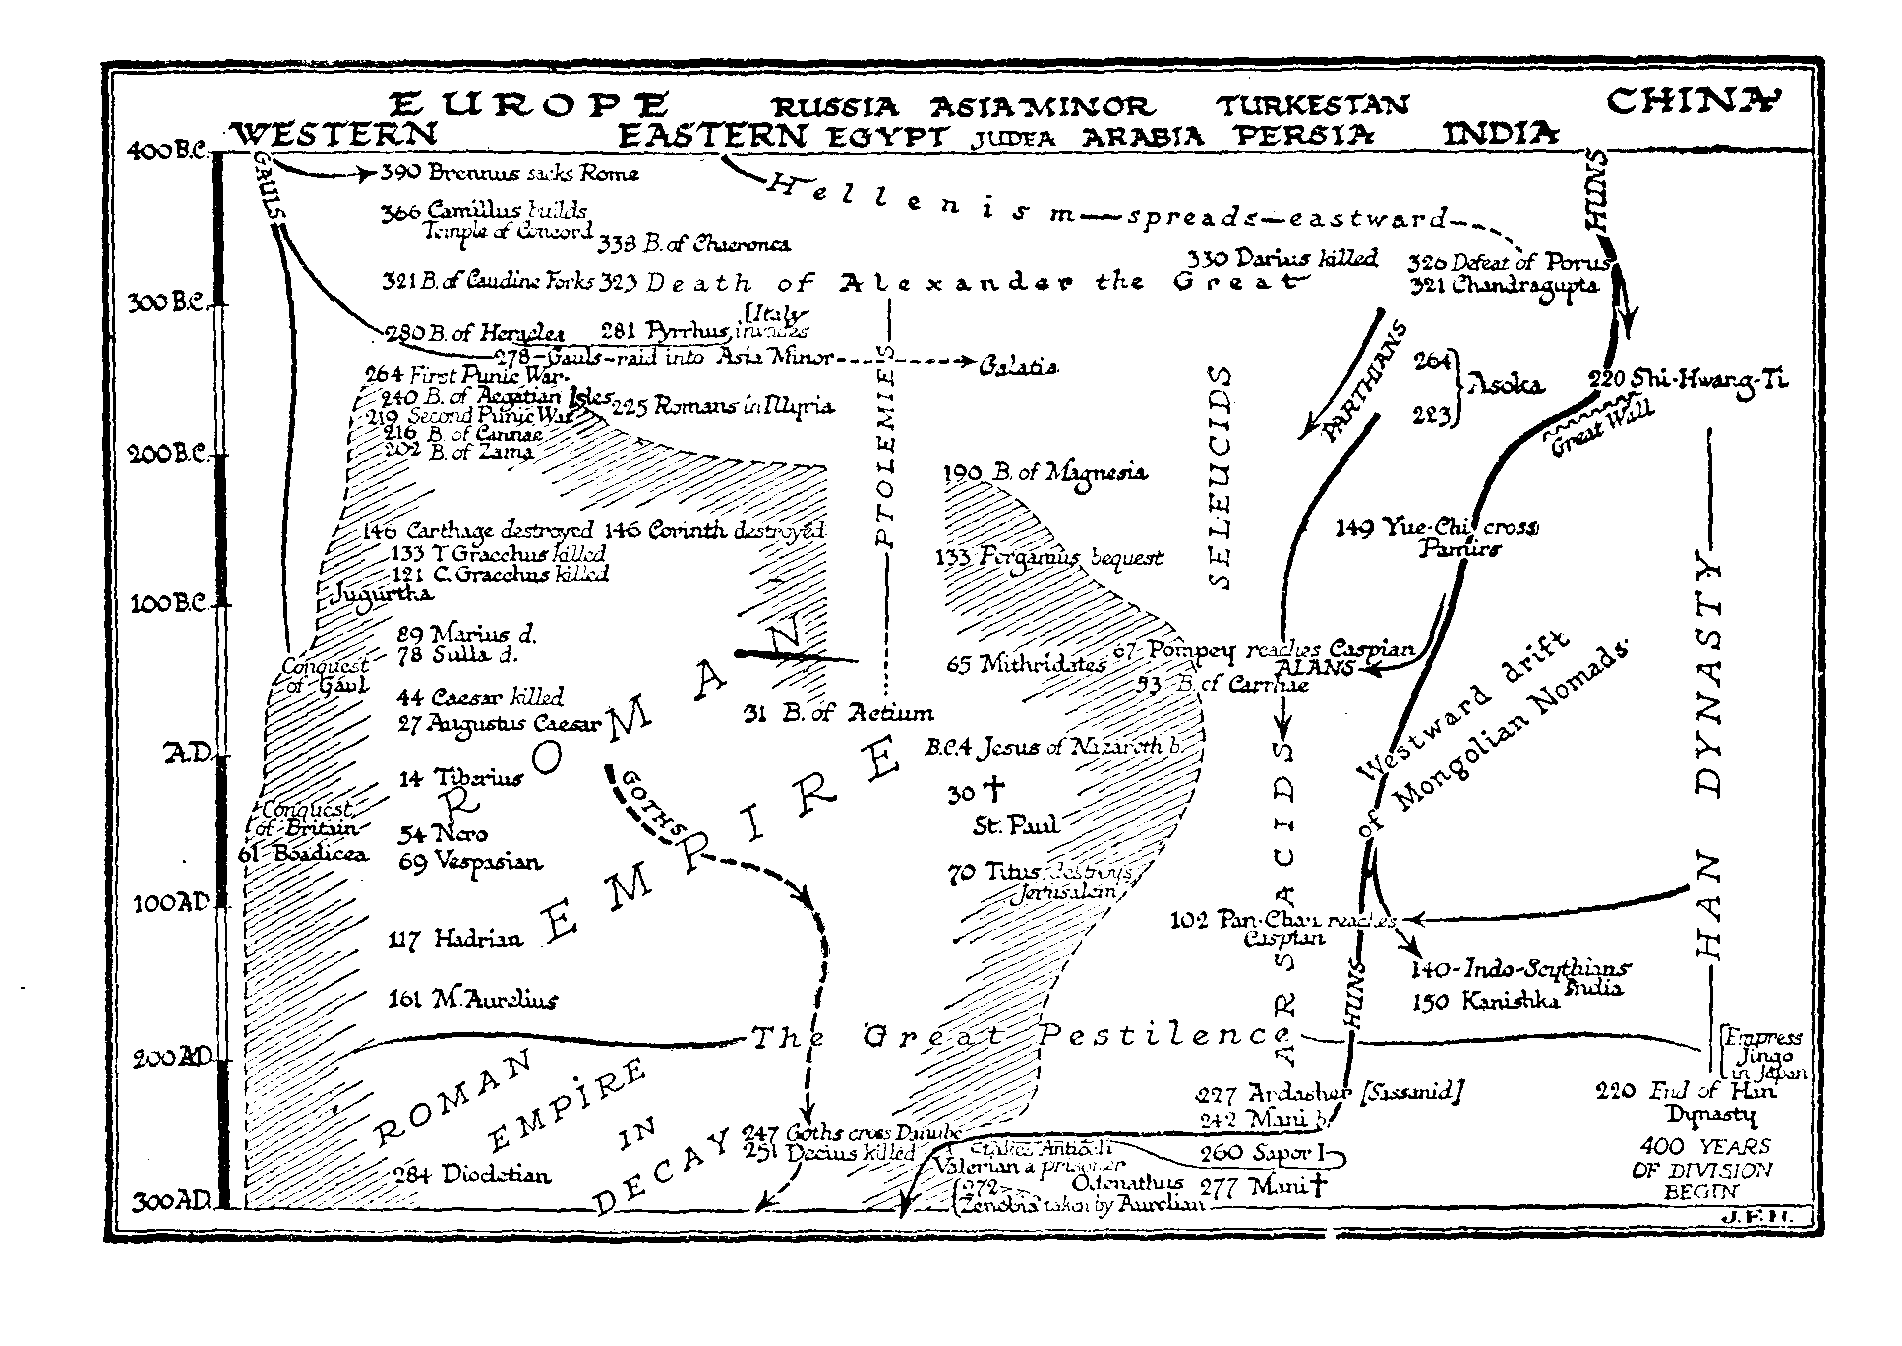 EUROPE RUSSIA ASIA MINOR TURKESTAN CHINA
WESTERN EASTERN EGYPT JUDEA ARABIA PERSIA INDIA
400 B.C.
GAULS
390 Brennus sacks Rome
Hellenism—spreads—eastward
HUNS
366 Camillus builds
Temple of Concord
338 B. of Chaeronea
330 Darius killed
326 Defeat of Porus
321 B. of Caudine Forks
323 Death of Alexander the Great
321 Chandragupta
300 B.C.
280 B. of Heraclea
281 Pyrrhus invades
[Italy
278-Gauls-raid into Asia Minor
Galatia
PTOLEMIES
SELEUCIDS
PARTHIANS
264
223
Asoka
220 Shi-Hwang-Ti
Great Wall
264 First Punic War
240 B. of Aegatian Isles
225 Romans in Illyria
219 Second Punic War
216 B. of Cannae
202 B. of Zama
200 B.C.
190 B. of Magnesia
146 Carthage destroyed
146 Corinth destroyed
149 Yue-Chi cross
Pamirs
133 T Gracchus killed
133 Pergamus bequest
121 C. Gracchus killed
Jugurtha
100 B.C.
HAN DYNASTY
89 Marius d.
78 Sulla d.
67 Pompey reaches Caspian
65 Mithridates
ALANS
53 B. of Carrhae
Conquest
of Gaul
44 Caesar killed
27 Augustus Caesar
31 B. of Actium
ROMAN
EMPIRE
Westward drift
of Mongolian Nomads
A.D.
B.C.4 Jesus of Nazareth b.
14 Tiberius
GOTHS
30 †
St. Paul
Conquest
of Britain
61 Boadicea
54 Nero
69 Vespasian
70 Titus destroys
Jerusalem
ARSACIDS
100 AD
102 Pan-Chau reaches
Caspian
117 Hadrian
HUNS
140-Indo-Scythians
India
150 Kanishka
161 M. Aurelius
The Great Pestilence
200 AD.
[Empress
Jingo
in Japan
ROMAN
EMPIRE
IN
DECAY
227 Ardasher [Sassanid]
242 Mani b.
220 End of Han
Dynasty
247 Goths cross Danube
251 Decius killed
[takes Antioch
260 Sapor I
Valerian a prisoner
Odenathus
277 Mani †
400 YEARS
OF DIVISION
BEGIN
284 Diocletian
272
Zenobia taken by Aurelian
300 AD.
J.F.H.